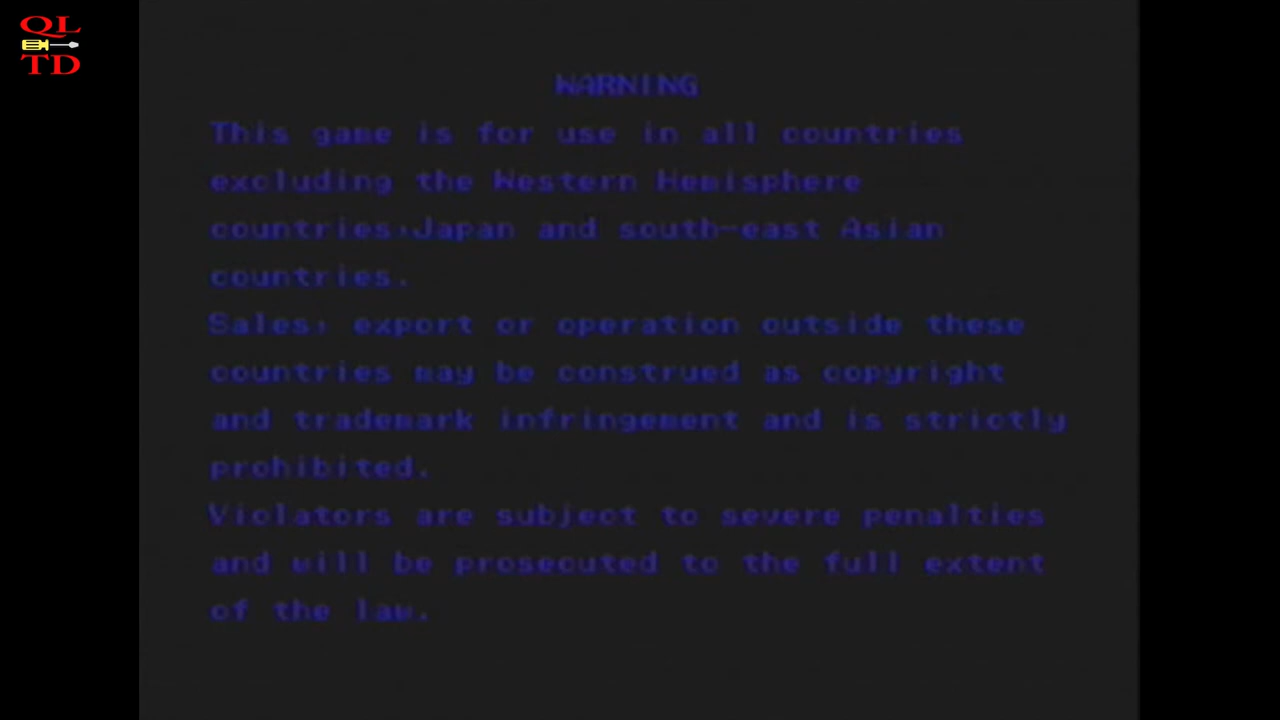 QL
TD
WARNING
This game is for use in all countries
excluding the Western Hemisphere
countries,Japan and south-east Asian
countries.
Sales, export or operation outside these
countries may be construed as copyright
and trademark infringement and is strictly
prohibited.
Violators are subject to severe penalties
and will be prosecuted to the full extent
of the law.